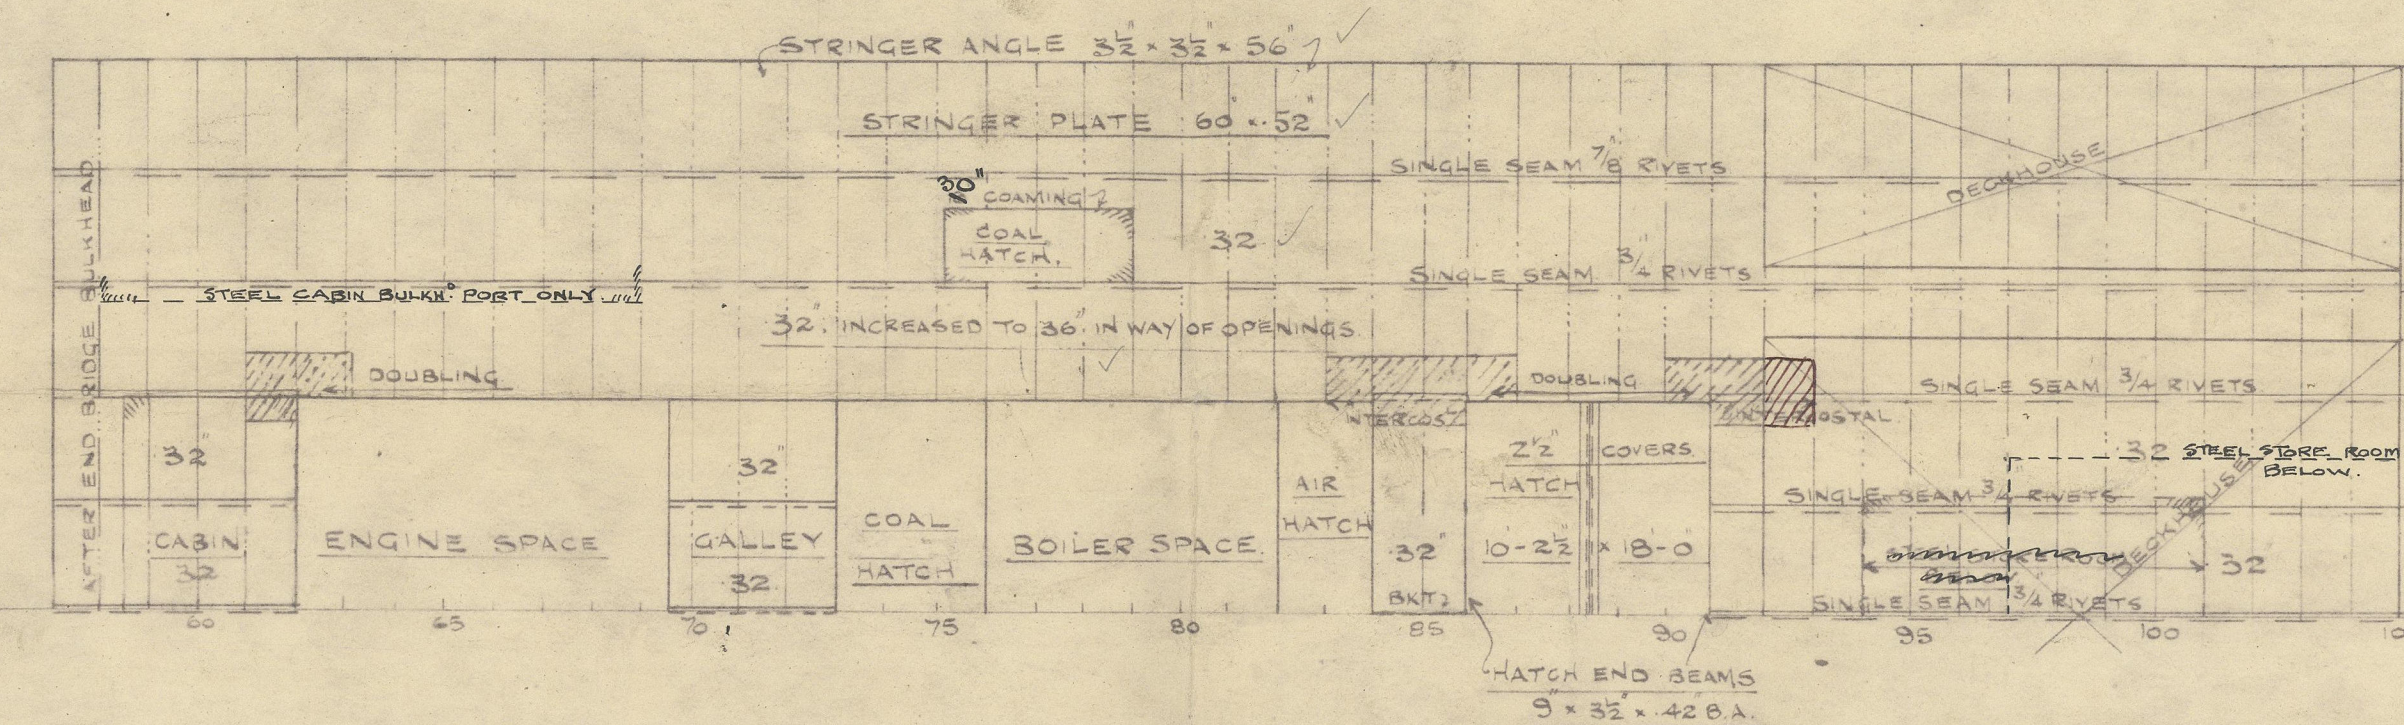 STRINGER ANGLE 3½" × 3½" × 56"
STRINGER PLATE 60" × .52"
SINGLE SEAM 7/8" RIVETS
DECKHOUSE
30"
COAMING
COAL
HATCH.
32
SINGLE SEAM 3/4" RIVETS
AFTER END BRIDGE BULKHEAD
STEEL CABIN BULKHD PORT ONLY
32". INCREASED TO 36" IN WAY OF OPENINGS.
DOUBLING
DOUBLING
SINGLE SEAM 3/4 RIVETS
INTERCOSL
INTERCOSTAL
32"
32"
2½" COVERS
HATCH
10-2½ × 18-0
32 STEEL STORE ROOM
BELOW.
AIR
HATCH
SINGLE SEAM 3/4 RIVETS
CABIN
32
ENGINE SPACE
GALLEY
32
COAL
HATCH
BOILER SPACE.
32"
BKT
DECKHOUSE
32
SINGLE SEAM 3/4 RIVETS
60 65 70 75 80 85 90 95 100 10
HATCH END BEAMS
9" × 3½" × .42 B.A.